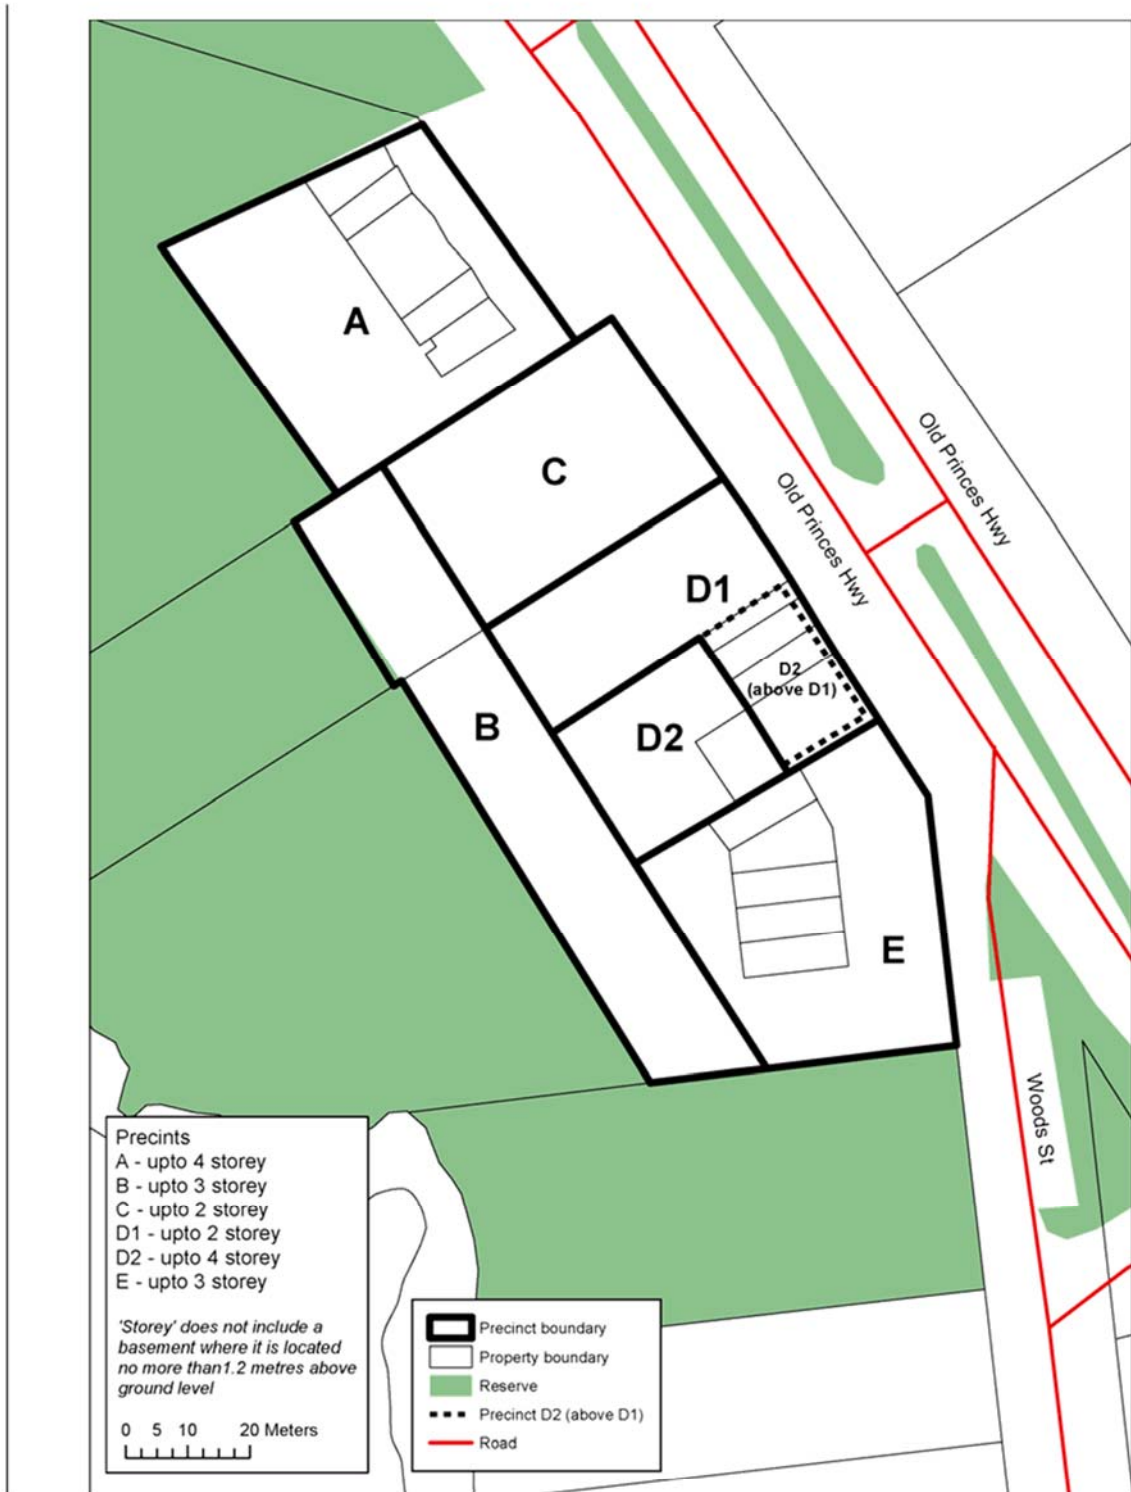 A
C
Old Princes Hwy
Old Princes Hwy
D1
D2
(above D1)
B
D2
E
Woods St
Precints
A - upto 4 storey
B - upto 3 storey
C - upto 2 storey
D1 - upto 2 storey
D2 - upto 4 storey
E - upto 3 storey
'Storey' does not include a
basement where it is located
no more than1.2 metres above
ground level
0 5 10 20 Meters
Precinct boundary
Property boundary
Reserve
Precinct D2 (above D1)
Road